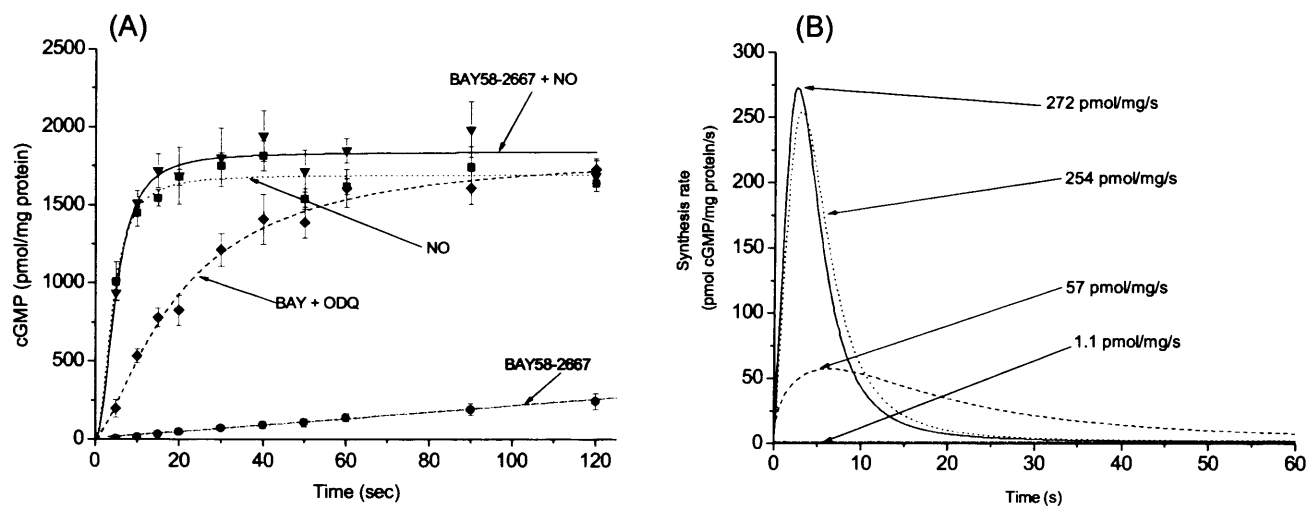 (A)
2500
2000
1500
1000
500
0
cGMP (pmol/mg protein)
0 20 40 60 80 100 120
Time (sec)
BAY58-2667 + NO
NO
BAY + ODQ
BAY58-2667
(B)
300
250
200
150
100
50
0
Synthesis rate
(pmol cGMP/mg protein/s)
0 10 20 30 40 50 60
Time (s)
272 pmol/mg/s
254 pmol/mg/s
57 pmol/mg/s
1.1 pmol/mg/s